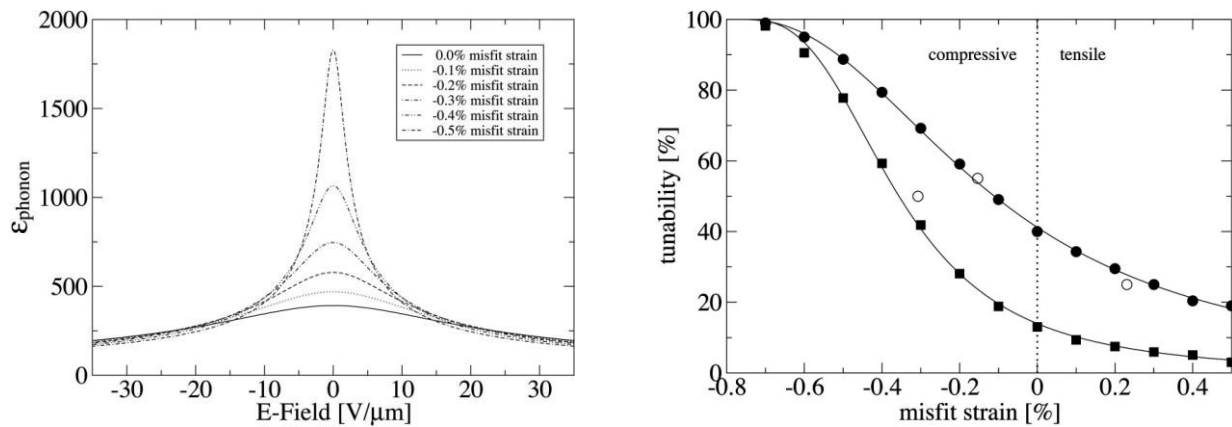 2000
1500
1000
500
0
ε_phonon
0.0% misfit strain
-0.1% misfit strain
-0.2% misfit strain
-0.3% misfit strain
-0.4% misfit strain
-0.5% misfit strain
-30 -20 -10 0 10 20 30
E-Field [V/μm]
100
80
60
40
20
0
tunability [%]
compressive tensile
-0.8 -0.6 -0.4 -0.2 0 0.2 0.4
misfit strain [%]